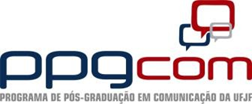 ppgcom
PROGRAMA DE PÓS-GRADUAÇÃO EM COMUNICAÇÃO DA UFJF